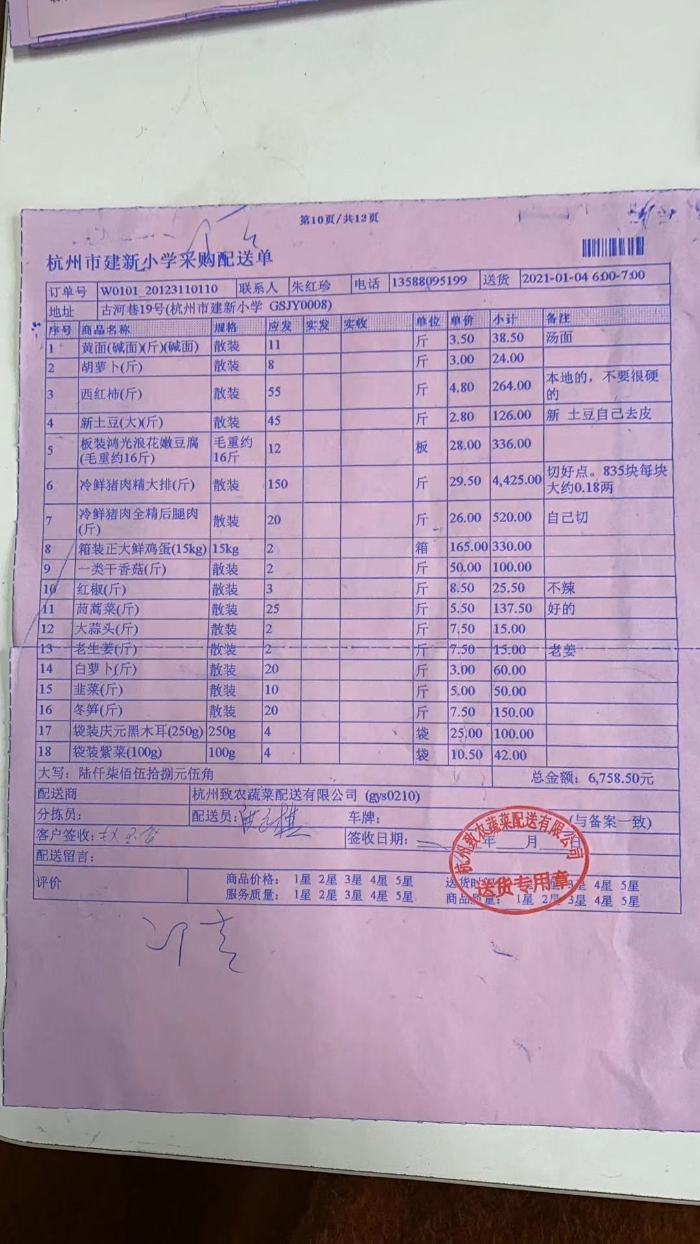 第10页/共12页
杭州市建新小学采购配送单
订单号 W0101_20123110110 联系人 朱红珍 电话 13588095199 送货 2021-01-04 6:00-7:00
地址 古河巷19号(杭州市建新小学 GSJY0008)
序号 商品名称 规格 应发 实发 实收 单位 单价 小计 备注
1 黄面(碱面)(斤)(碱面) 散装 11 斤 3.50 38.50 汤面
2 胡萝卜(斤) 散装 8 斤 3.00 24.00
3 西红柿(斤) 散装 55 斤 4.80 264.00 本地的，不要很硬的
4 新土豆(大)(斤) 散装 45 斤 2.80 126.00 新 土豆自己去皮
5 板装鸿光浪花嫩豆腐(毛重约16斤) 毛重约16斤 12 板 28.00 336.00
6 冷鲜猪肉精大排(斤) 散装 150 斤 29.50 4,425.00 切好点。835块每块大约0.18两
7 冷鲜猪肉全精后腿肉(斤) 散装 20 斤 26.00 520.00 自己切
8 箱装正大鲜鸡蛋(15kg) 15kg 2 箱 165.00 330.00
9 一类干香菇(斤) 散装 2 斤 50.00 100.00
10 红椒(斤) 散装 3 斤 8.50 25.50 不辣
11 茼蒿菜(斤) 散装 25 斤 5.50 137.50 好的
12 大蒜头(斤) 散装 2 斤 7.50 15.00
13 老生姜(斤) 散装 2 斤 7.50 15.00 老姜
14 白萝卜(斤) 散装 20 斤 3.00 60.00
15 韭菜(斤) 散装 10 斤 5.00 50.00
16 冬笋(斤) 散装 20 斤 7.50 150.00
17 袋装庆元黑木耳(250g) 250g 4 袋 25.00 100.00
18 袋装紫菜(100g) 100g 4 袋 10.50 42.00
大写：陆仟柒佰伍拾捌元伍角 总金额：6,758.50元
配送商 杭州致农蔬菜配送有限公司 (gys0210)
分拣员： 配送员： 车牌： (与备案一致)
客户签收： 签收日期： 年 月 日
配送留言：
评价 商品价格： 1星 2星 3星 4星 5星 送货时 3星 4星 5星
服务质量： 1星 2星 3星 4星 5星 商品质量： 1星 2星 3星 4星 5星
杭州致农蔬菜配送有限公司
送货专用章